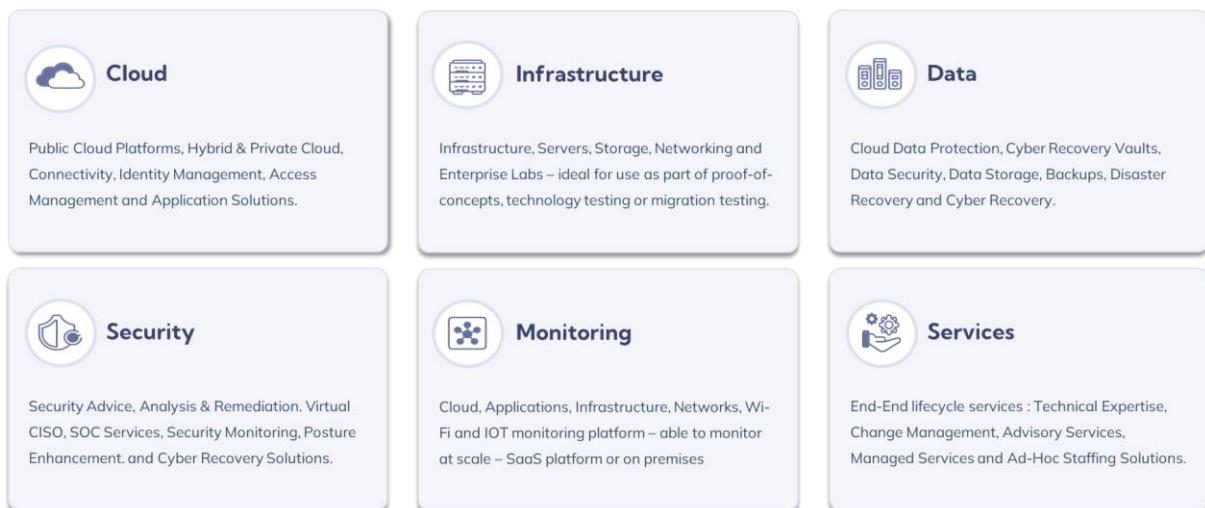 Cloud
Public Cloud Platforms, Hybrid & Private Cloud,
Connectivity, Identity Management, Access
Management and Application Solutions.
Infrastructure
Infrastructure, Servers, Storage, Networking and
Enterprise Labs – ideal for use as part of proof-of-
concepts, technology testing or migration testing.
Data
Cloud Data Protection, Cyber Recovery Vaults,
Data Security, Data Storage, Backups, Disaster
Recovery and Cyber Recovery.
Security
Security Advice, Analysis & Remediation. Virtual
CISO, SOC Services, Security Monitoring, Posture
Enhancement. and Cyber Recovery Solutions.
Monitoring
Cloud, Applications, Infrastructure, Networks, Wi-
Fi and IOT monitoring platform – able to monitor
at scale – SaaS platform or on premises
Services
End-End lifecycle services : Technical Expertise,
Change Management, Advisory Services,
Managed Services and Ad-Hoc Staffing Solutions.